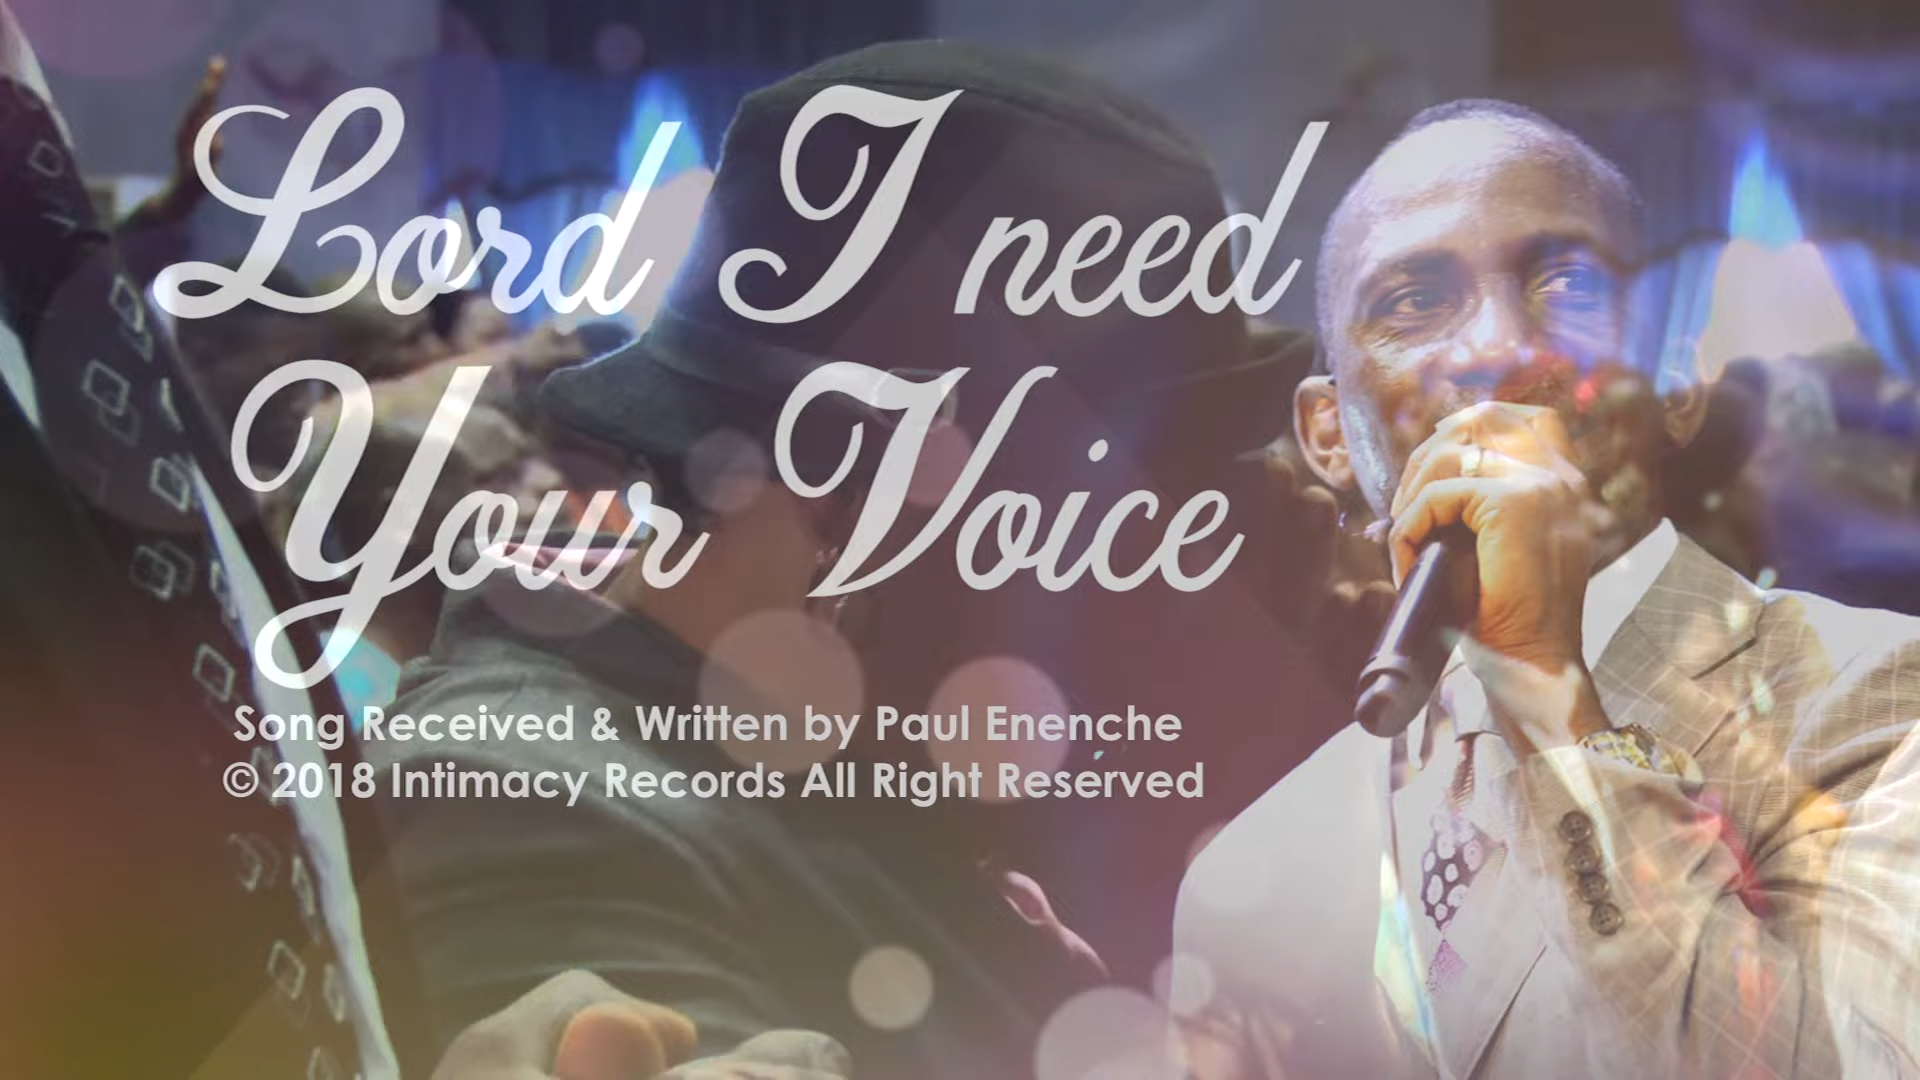 Lord I need
Your Voice
Song Received & Written by Paul Enenche
© 2018 Intimacy Records All Right Reserved